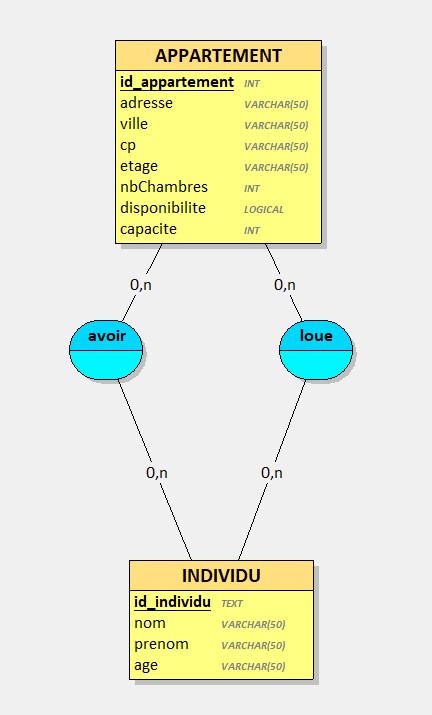 APPARTEMENT
id_appartement INT
adresse VARCHAR(50)
ville VARCHAR(50)
cp VARCHAR(50)
etage VARCHAR(50)
nbChambres INT
disponibilite LOGICAL
capacite INT
0,n 0,n
avoir loue
0,n 0,n
INDIVIDU
id_individu TEXT
nom VARCHAR(50)
prenom VARCHAR(50)
age VARCHAR(50)